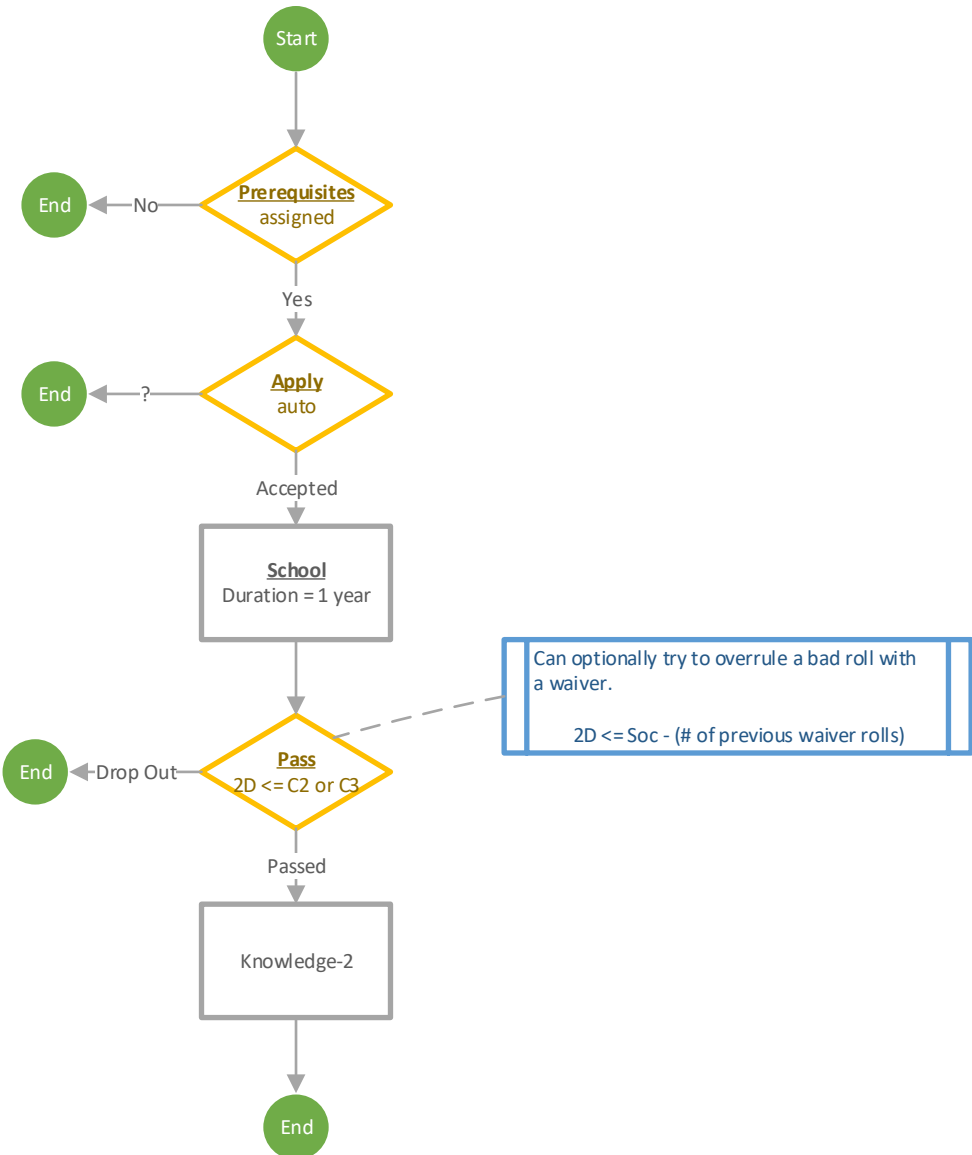 Start
Prerequisites
assigned
End
No
Yes
Apply
auto
End
?
Accepted
School
Duration = 1 year
Can optionally try to overrule a bad roll with
a waiver.
2D <= Soc - (# of previous waiver rolls)
Pass
2D <= C2 or C3
End
Drop Out
Passed
Knowledge-2
End